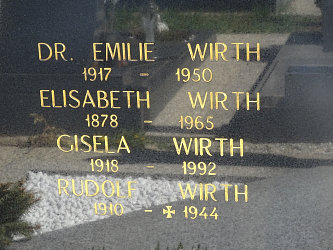 DR. EMILIE WIRTH
1917 - 1950
ELISABETH WIRTH
1878 - 1965
GISELA WIRTH
1918 - 1992
RUDOLF WIRTH
1910 - ✠ 1944